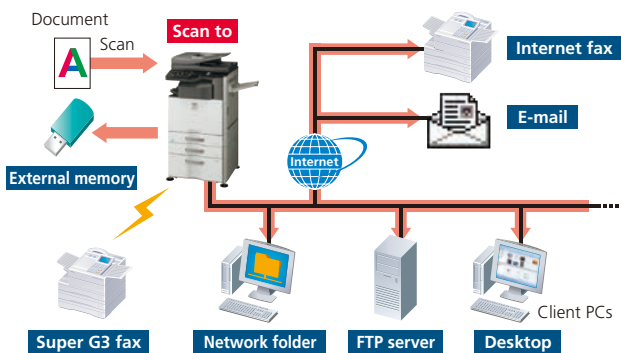 Document
Scan
A
Scan to
Internet fax
E-mail
Internet
External memory
Client PCs
Super G3 fax
Network folder
FTP server
Desktop